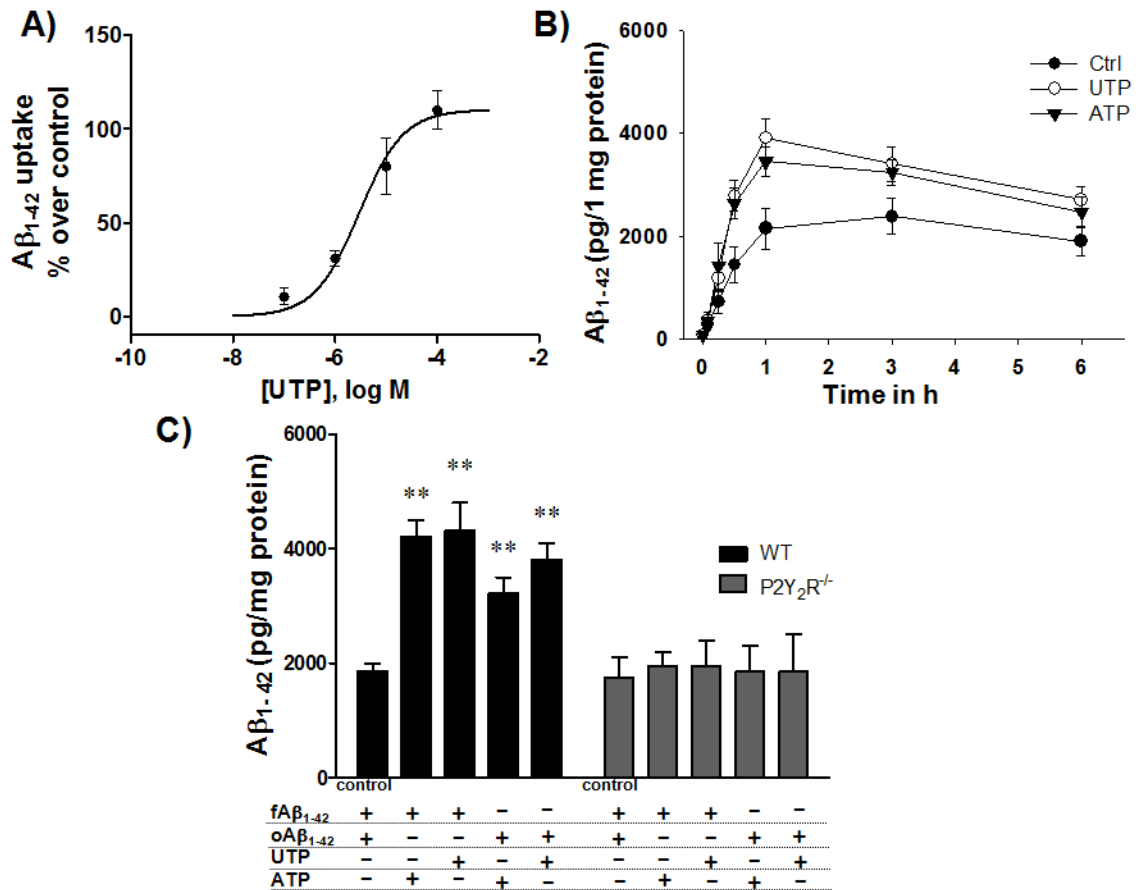 A)
Aβ1-42 uptake
% over control
150
100
50
0
-10 -8 -6 -4 -2
[UTP], log M
B)
Aβ1-42 (pg/1 mg protein)
6000
4000
2000
0
0 1 2 3 4 5 6
Time in h
Ctrl
UTP
ATP
C)
Aβ1-42 (pg/mg protein)
6000
4000
2000
0
** ** ** **
WT
P2Y2R-/-
control control
fAβ1-42 + + + – – + + + – –
oAβ1-42 + – – + + + – – + +
UTP – – + – + – – + – +
ATP – + – + – – + – + –